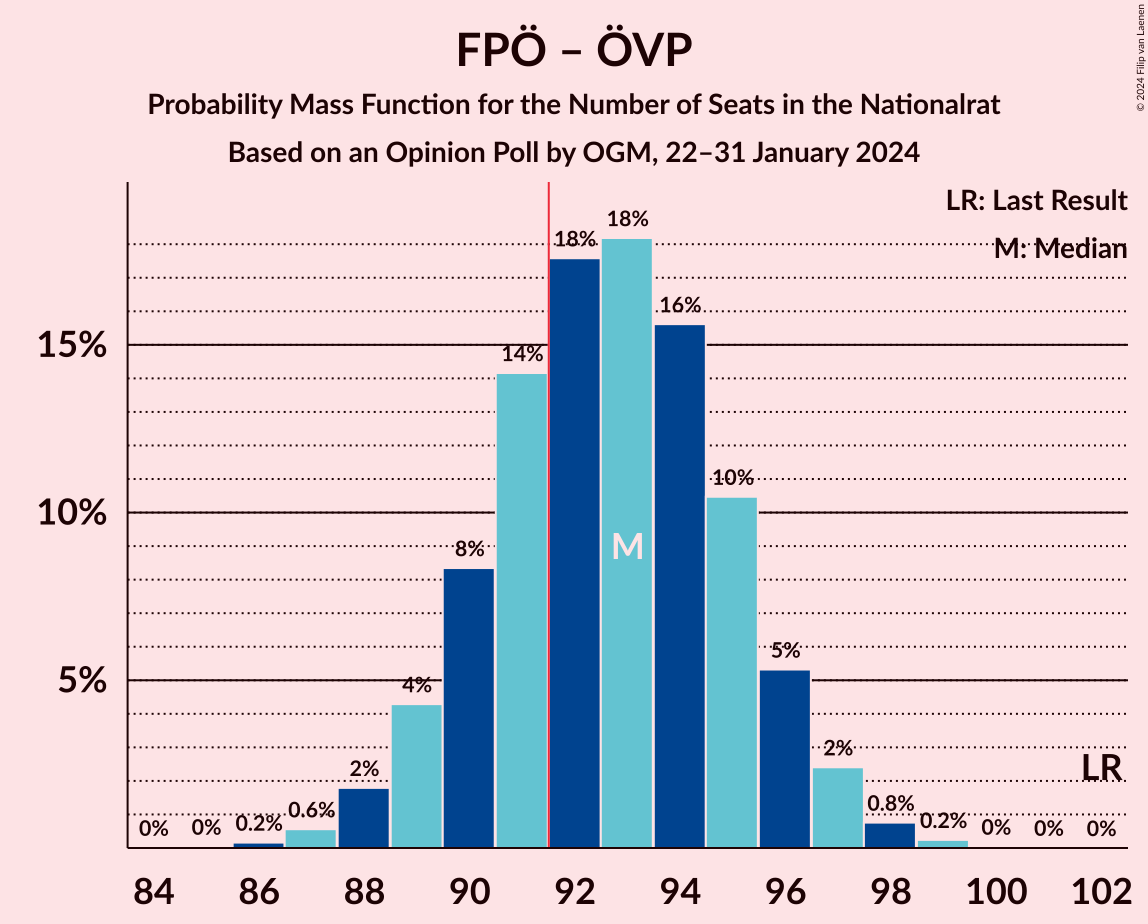 FPÖ – ÖVP
Probability Mass Function for the Number of Seats in the Nationalrat
Based on an Opinion Poll by OGM, 22–31 January 2024
© 2024 Filip van Laenen
LR: Last Result
M: Median
18%
18%
16%
15%
14%
10%
10%
8%
M
5%
5%
4%
2%
2%
LR
0%
0%
0.2%
0.6%
0.8%
0.2%
0%
0%
0%
84 86 88 90 92 94 96 98 100 102